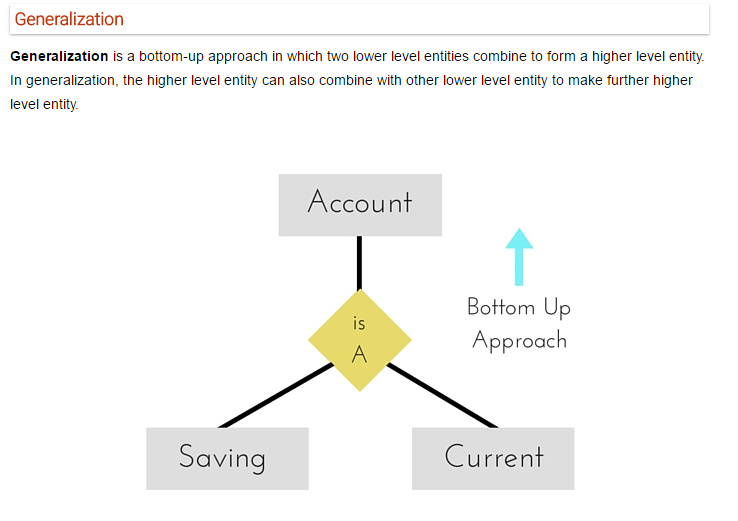 Generalization
Generalization is a bottom-up approach in which two lower level entities combine to form a higher level entity.
In generalization, the higher level entity can also combine with other lower level entity to make further higher
level entity.
Account
is
A
Bottom Up
Approach
Saving
Current